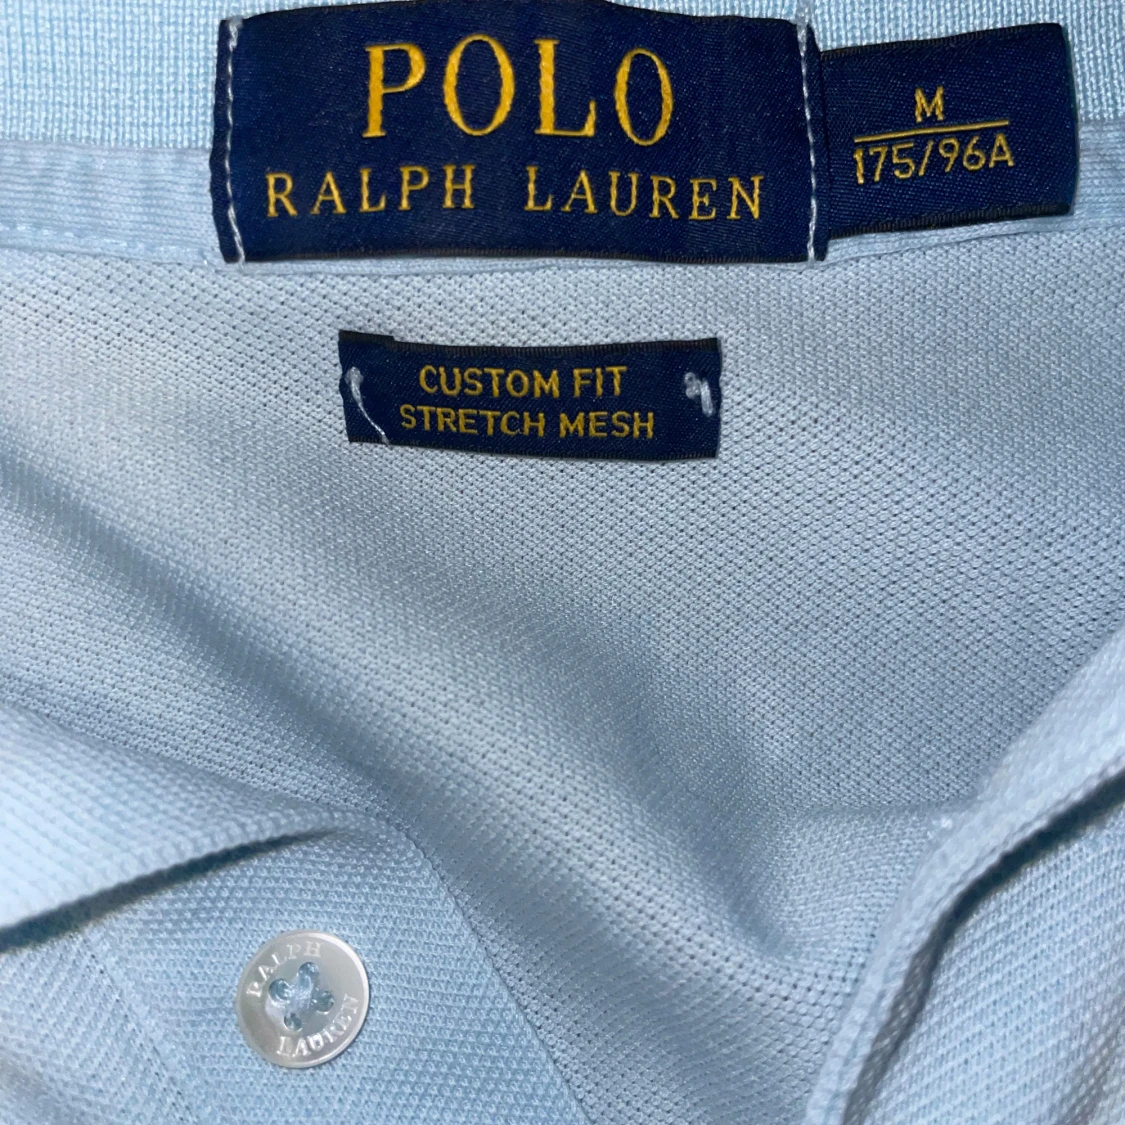 POLO
RALPH LAUREN
M
175/96A
CUSTOM FIT
STRETCH MESH
RALPH
LAUREN